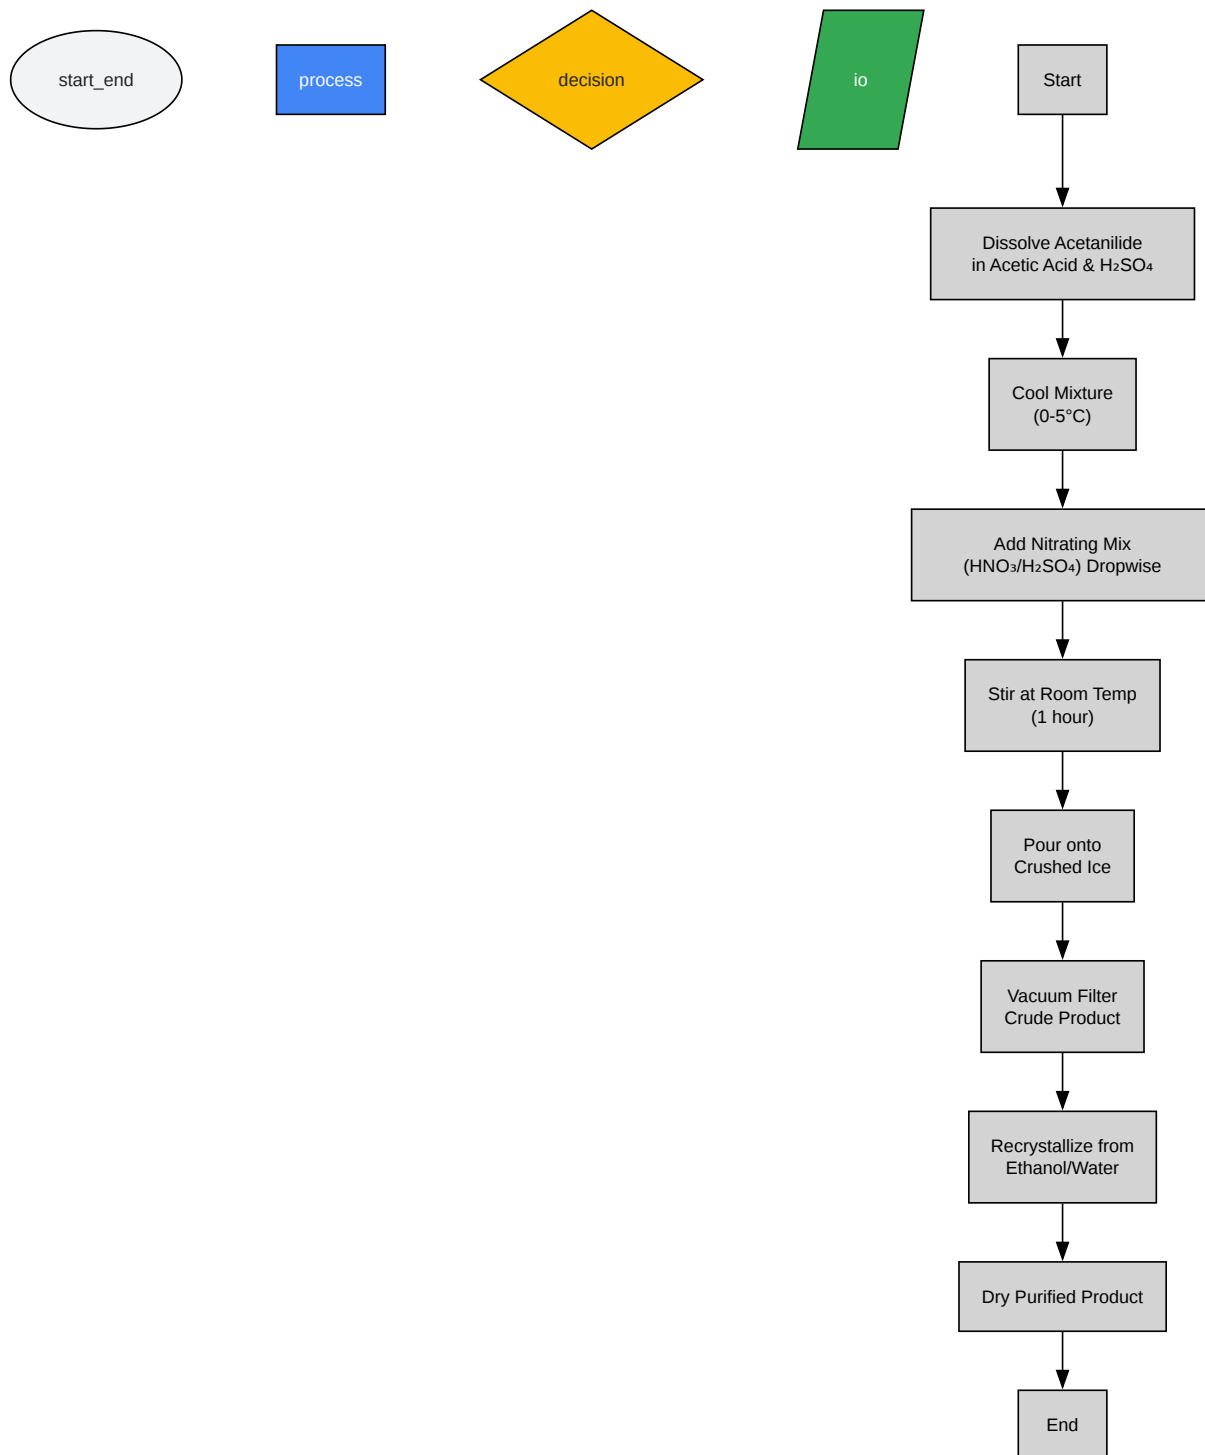 start_end
process
decision
io
Start
Dissolve Acetanilide
in Acetic Acid & H₂SO₄
Cool Mixture
(0-5°C)
Add Nitrating Mix
(HNO₃/H₂SO₄) Dropwise
Stir at Room Temp
(1 hour)
Pour onto
Crushed Ice
Vacuum Filter
Crude Product
Recrystallize from
Ethanol/Water
Dry Purified Product
End